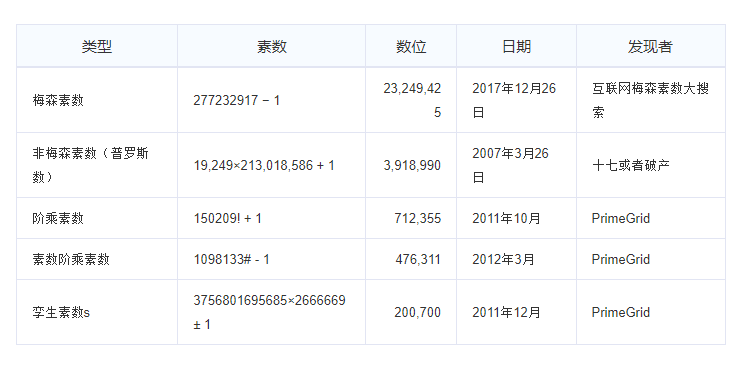 类型 素数 数位 日期 发现者
梅森素数 277232917 − 1 23,249,42 2017年12月26 互联网梅森素数大搜
5 日 索
非梅森素数（普罗斯 19,249×213,018,586 + 1 3,918,990 2007年3月26 十七或者破产
数） 日
阶乘素数 150209! + 1 712,355 2011年10月 PrimeGrid
素数阶乘素数 1098133# - 1 476,311 2012年3月 PrimeGrid
孪生素数s 3756801695685×2666669 200,700 2011年12月 PrimeGrid
± 1